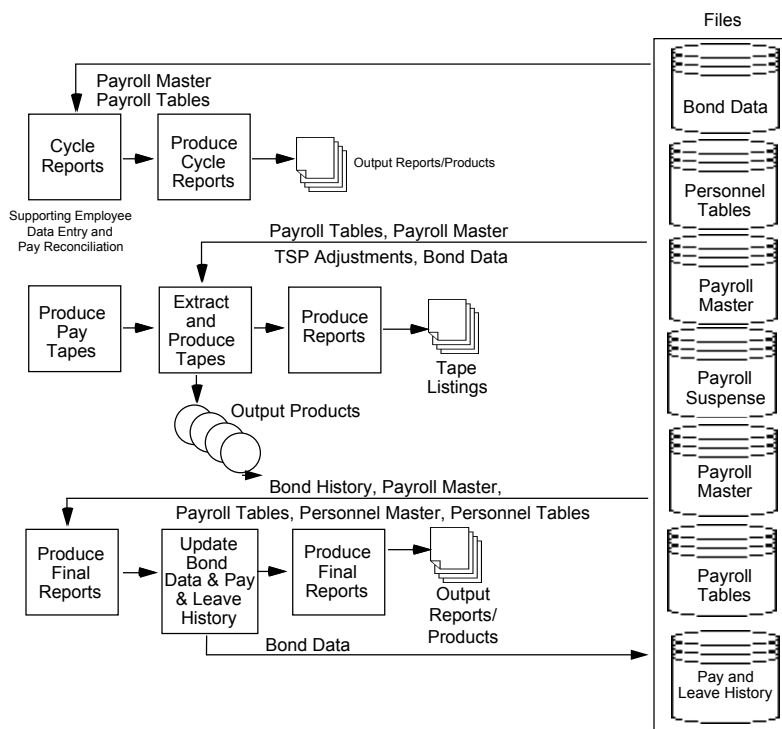 Files
Payroll Master
Payroll Tables
Bond Data
Cycle
Reports
Produce
Cycle
Reports
Output Reports/Products
Supporting Employee
Data Entry and
Pay Reconciliation
Personnel
Tables
Payroll Tables, Payroll Master
TSP Adjustments, Bond Data
Payroll
Master
Produce
Pay
Tapes
Extract
and
Produce
Tapes
Produce
Reports
Tape
Listings
Payroll
Suspense
Output Products
Bond History, Payroll Master,
Payroll Tables, Personnel Master, Personnel Tables
Payroll
Master
Produce
Final
Reports
Update
Bond
Data & Pay
& Leave
History
Produce
Final
Reports
Output
Reports/
Products
Payroll
Tables
Bond Data
Pay and
Leave History